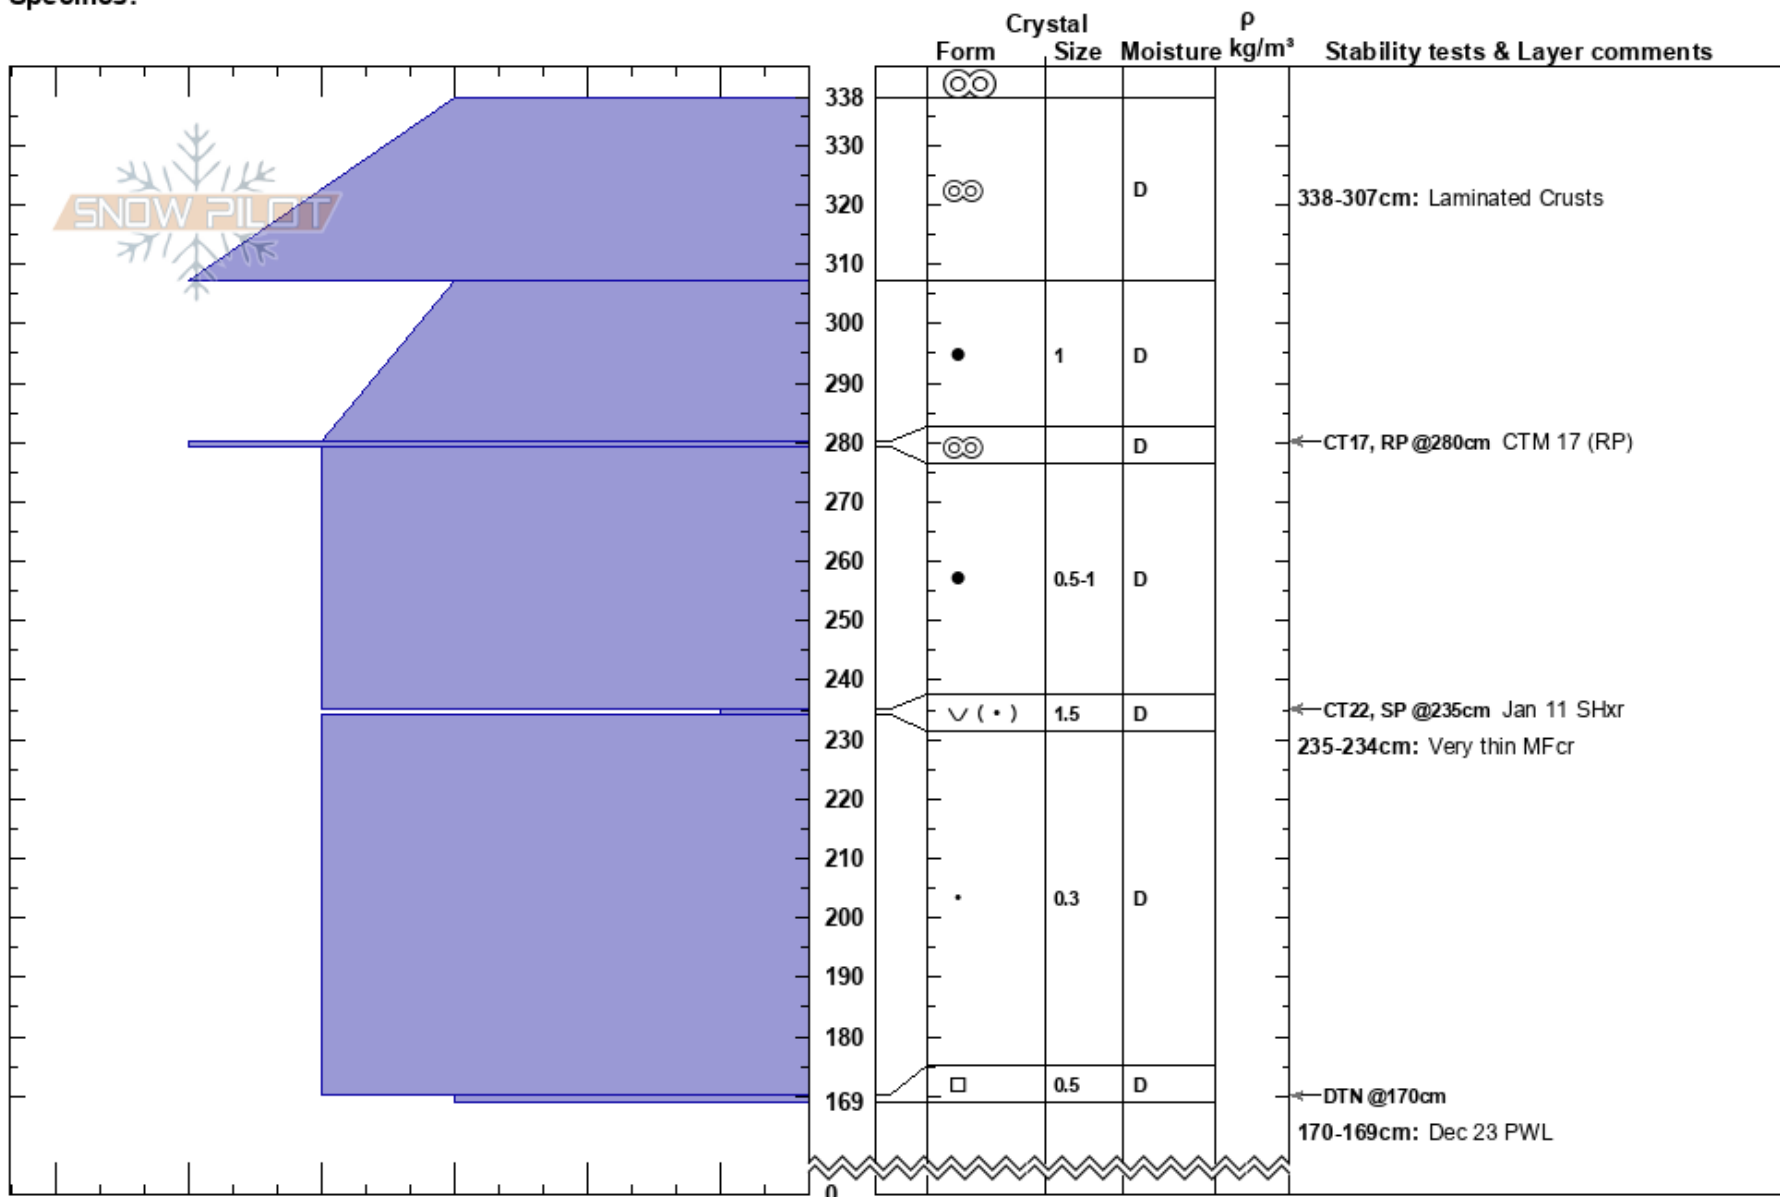 Specifics:
Crystal ρ
Form Size Moisture kg/m³ Stability tests & Layer comments
338
330
SNOW PILOT
D
320 338-307cm: Laminated Crusts
310
300
1 D
290
280 D CT17, RP @280cm CTM 17 (RP)
270
260
0.5-1 D
250
240
( • ) 1.5 D CT22, SP @235cm Jan 11 SHxr
230 235-234cm: Very thin MFcr
220
210
200 0.3 D
190
180
0.5 D
169 DTN @170cm
170-169cm: Dec 23 PWL
0